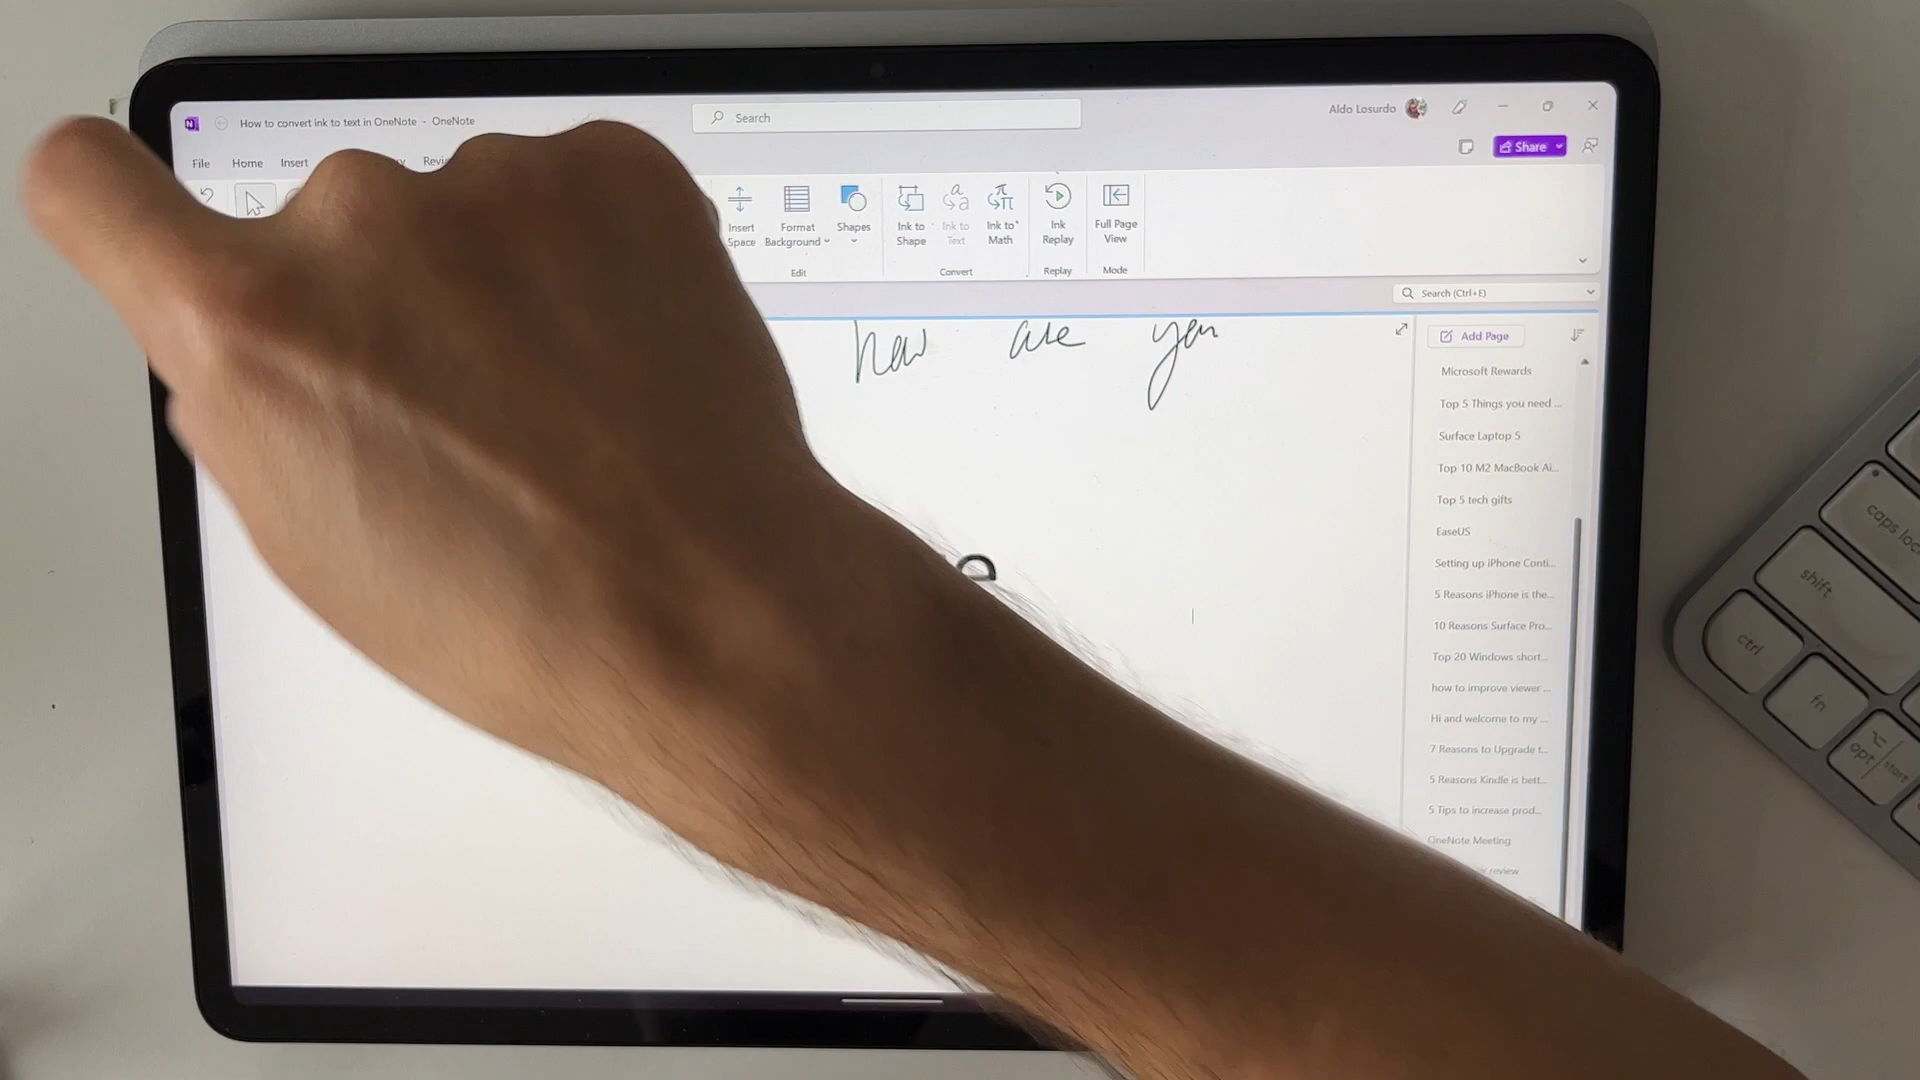 How to convert ink to text in OneNote - OneNote
Search
Aldo Losurdo
File Home Insert
Share
Insert Space
Format Background
Shapes
Ink to Shape
Ink to Text
Ink to Math
Ink Replay
Full Page View
Edit
Convert
Replay
Mode
Search (Ctrl+E)
how are you
Add Page
Microsoft Rewards
Top 5 Things you need ...
Surface Laptop 5
Top 10 M2 MacBook Ai...
Top 5 tech gifts
EaseUS
Setting up iPhone Conti...
5 Reasons iPhone is the...
10 Reasons Surface Pro...
Top 20 Windows short...
how to improve viewer ...
Hi and welcome to my ...
7 Reasons to Upgrade t...
5 Reasons Kindle is bett...
5 Tips to increase prod...
OneNote Meeting
review
caps loc
shift
ctrl
fn
opt
start